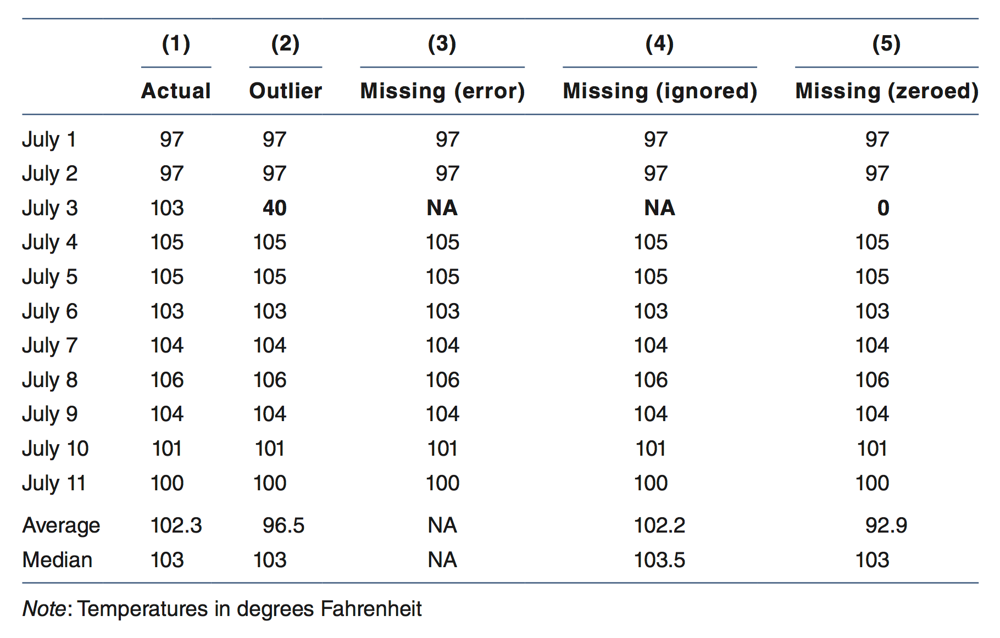 (1) (2) (3) (4) (5)
Actual Outlier Missing (error) Missing (ignored) Missing (zeroed)
July 1 97 97 97 97 97
July 2 97 97 97 97 97
July 3 103 40 NA NA 0
July 4 105 105 105 105 105
July 5 105 105 105 105 105
July 6 103 103 103 103 103
July 7 104 104 104 104 104
July 8 106 106 106 106 106
July 9 104 104 104 104 104
July 10 101 101 101 101 101
July 11 100 100 100 100 100
Average 102.3 96.5 NA 102.2 92.9
Median 103 103 NA 103.5 103
Note: Temperatures in degrees Fahrenheit